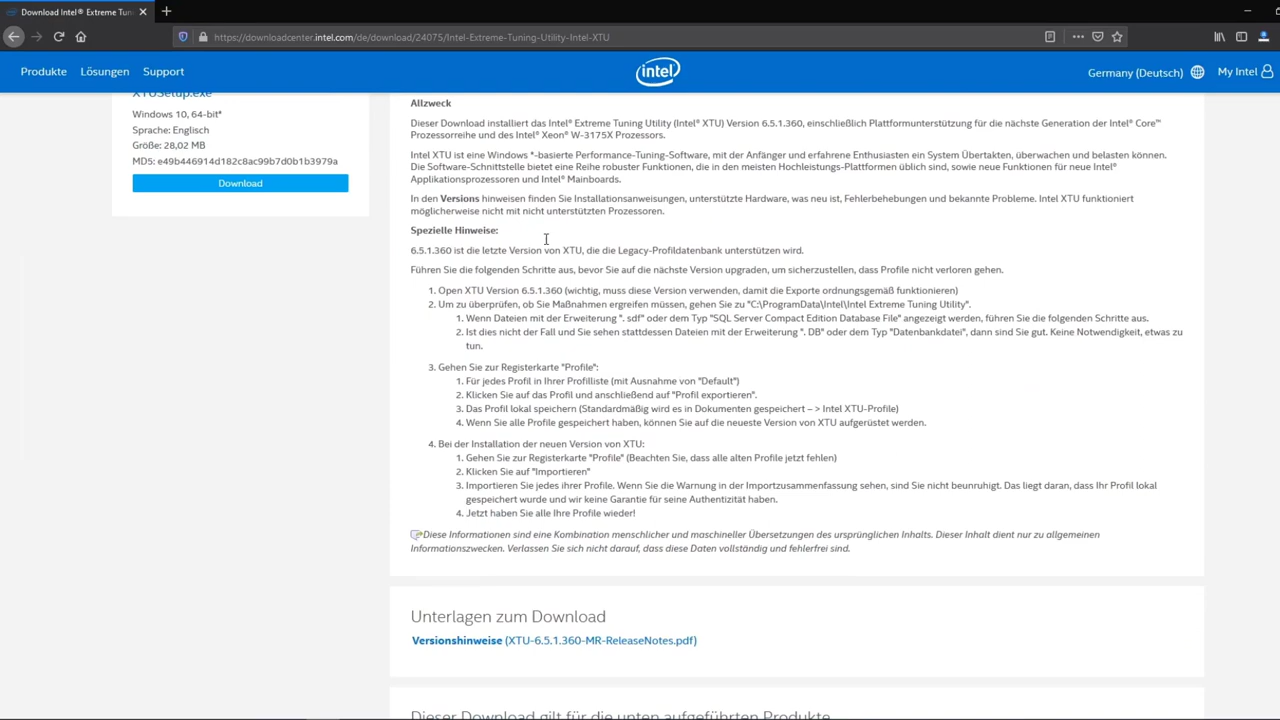 Download Intel® Extreme Tun
https://downloadcenter.intel.com/de/download/24075/Intel-Extreme-Tuning-Utility-Intel-XTU
Produkte Lösungen Support
intel
Germany (Deutsch) My Intel
XTUSetup.exe
Windows 10, 64-bit*
Sprache: Englisch
Größe: 28,02 MB
MD5: e49b446914d182c8ac99b7d0b1b3979a
Download
Allzweck
Dieser Download installiert das Intel® Extreme Tuning Utility (Intel® XTU) Version 6.5.1.360, einschließlich Plattformunterstützung für die nächste Generation der Intel® Core™
Prozessorreihe und des Intel® Xeon® W-3175X Prozessors.
Intel XTU ist eine Windows *-basierte Performance-Tuning-Software, mit der Anfänger und erfahrene Enthusiasten ein System Übertakten, überwachen und belasten können.
Die Software-Schnittstelle bietet eine Reihe robuster Funktionen, die in den meisten Hochleistungs-Plattformen üblich sind, sowie neue Funktionen für neue Intel®
Applikationsprozessoren und Intel® Mainboards.
In den Versions hinweisen finden Sie Installationsanweisungen, unterstützte Hardware, was neu ist, Fehlerbehebungen und bekannte Probleme. Intel XTU funktioniert
möglicherweise nicht mit nicht unterstützten Prozessoren.
Spezielle Hinweise:
6.5.1.360 ist die letzte Version von XTU, die die Legacy-Profildatenbank unterstützen wird.
Führen Sie die folgenden Schritte aus, bevor Sie auf die nächste Version upgraden, um sicherzustellen, dass Profile nicht verloren gehen.
1. Open XTU Version 6.5.1.360 (wichtig, muss diese Version verwenden, damit die Exporte ordnungsgemäß funktionieren)
2. Um zu überprüfen, ob Sie Maßnahmen ergreifen müssen, gehen Sie zu "C:\ProgramData\Intel\Intel Extreme Tuning Utility".
1. Wenn Dateien mit der Erweiterung ". sdf" oder dem Typ "SQL Server Compact Edition Database File" angezeigt werden, führen Sie die folgenden Schritte aus.
2. Ist dies nicht der Fall und Sie sehen stattdessen Dateien mit der Erweiterung ". DB" oder dem Typ "Datenbankdatei", dann sind Sie gut. Keine Notwendigkeit, etwas zu
tun.
3. Gehen Sie zur Registerkarte "Profile":
1. Für jedes Profil in Ihrer Profilliste (mit Ausnahme von "Default")
2. Klicken Sie auf das Profil und anschließend auf "Profil exportieren".
3. Das Profil lokal speichern (Standardmäßig wird es in Dokumenten gespeichert – > Intel XTU-Profile)
4. Wenn Sie alle Profile gespeichert haben, können Sie auf die neueste Version von XTU aufgerüstet werden.
4. Bei der Installation der neuen Version von XTU:
1. Gehen Sie zur Registerkarte "Profile" (Beachten Sie, dass alle alten Profile jetzt fehlen)
2. Klicken Sie auf "Importieren"
3. Importieren Sie jedes ihrer Profile. Wenn Sie die Warnung in der Importzusammenfassung sehen, sind Sie nicht beunruhigt. Das liegt daran, dass Ihr Profil lokal
gespeichert wurde und wir keine Garantie für seine Authentizität haben.
4. Jetzt haben Sie alle Ihre Profile wieder!
Diese Informationen sind eine Kombination menschlicher und maschineller Übersetzungen des ursprünglichen Inhalts. Dieser Inhalt dient nur zu allgemeinen
Informationszwecken. Verlassen Sie sich nicht darauf, dass diese Daten vollständig und fehlerfrei sind.
Unterlagen zum Download
Versionshinweise (XTU-6.5.1.360-MR-ReleaseNotes.pdf)
Dieser Download gilt für die unten aufgeführten Produkte